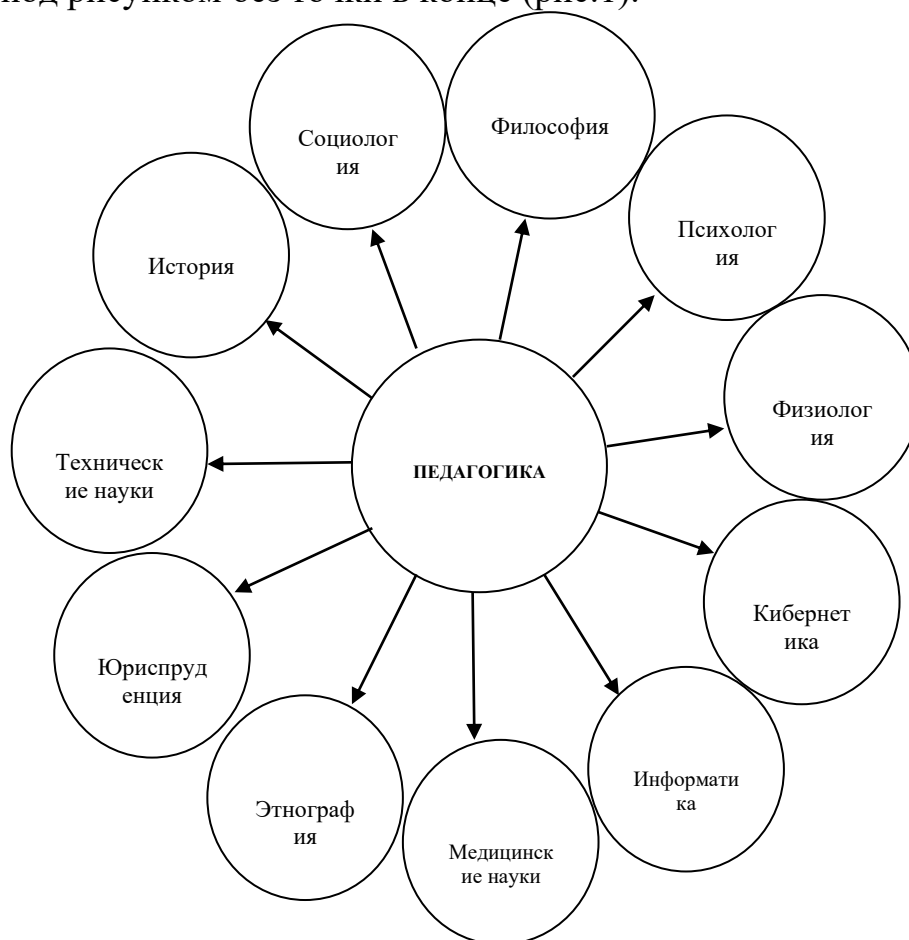 под рисунком без точки в конце (рис.1).
Философия
Социолог
ия
Психолог
ия
История
Физиолог
ия
Техническ
ие науки
ПЕДАГОГИКА
Кибернет
ика
Юриспруд
енция
Информати
ка
Этнограф
ия
Медицинск
ие науки